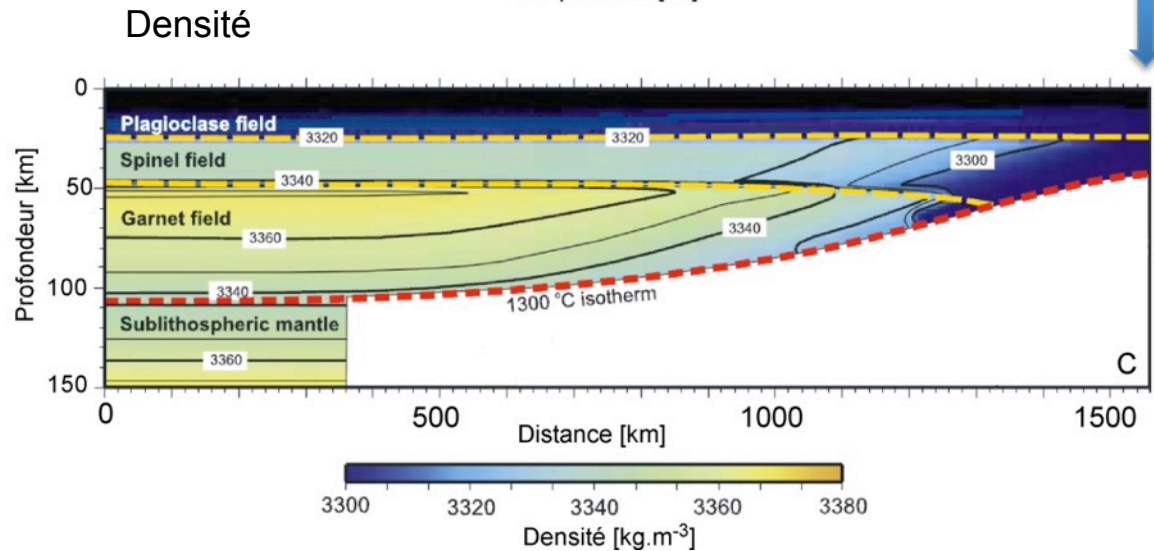 Densité
0
Plagioclase field
3320
3320
Spinel field
3300
3340
50
Garnet field
3340
3360
100
3340
1300 °C isotherm
Sublithospheric mantle
3360
C
150
0
500
1000
1500
Profondeur [km]
Distance [km]
3300
3320
3340
3360
3380
Densité [kg.m-3]